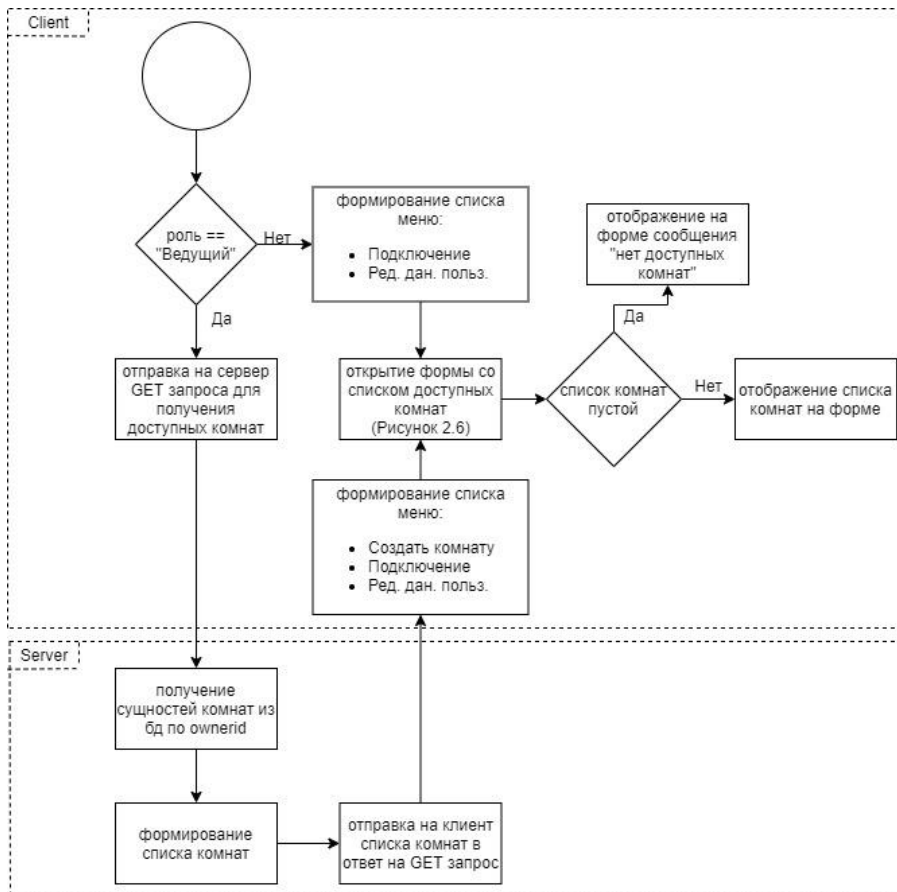 Client
роль ==
"Ведущий"
Нет
Да
формирование списка
меню:
Подключение
Ред. дан. польз.
отображение на
форме сообщения
"нет доступных
комнат"
отправка на сервер
GET запроса для
получения
доступных комнат
открытие формы со
списком доступных
комнат
(Рисунок 2.6)
Да
список комнат
пустой
Нет
отображение списка
комнат на форме
формирование списка
меню:
Создать комнату
Подключение
Ред. дан. польз.
Server
получение
сущностей комнат из
бд по ownerid
формирование
списка комнат
отправка на клиент
списка комнат в
ответ на GET запрос